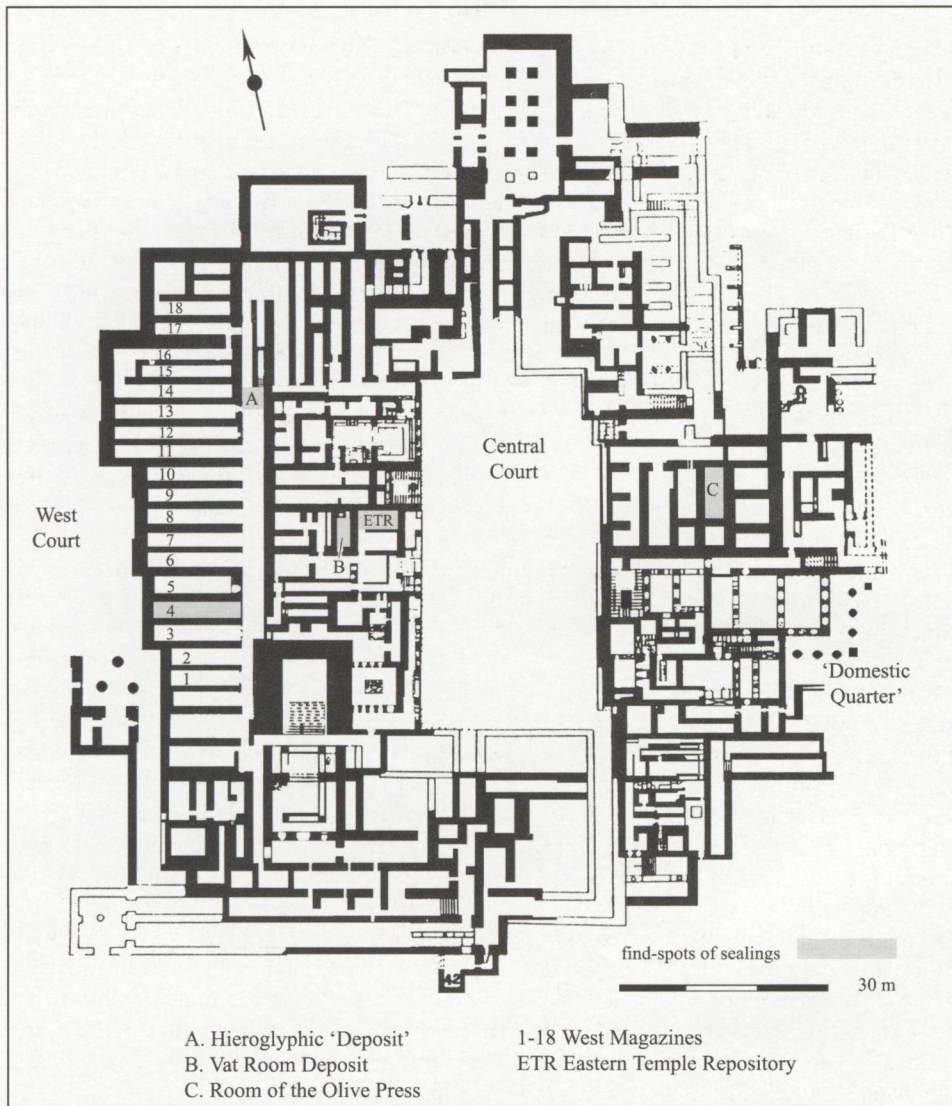 18
17
16
15
14
13
12
11
10
9
8
7
6
5
4
3
2
1
A
B
ETR
C
West
Court
Central
Court
'Domestic
Quarter'
find-spots of sealings
30 m
A. Hieroglyphic 'Deposit'
B. Vat Room Deposit
C. Room of the Olive Press
1-18 West Magazines
ETR Eastern Temple Repository